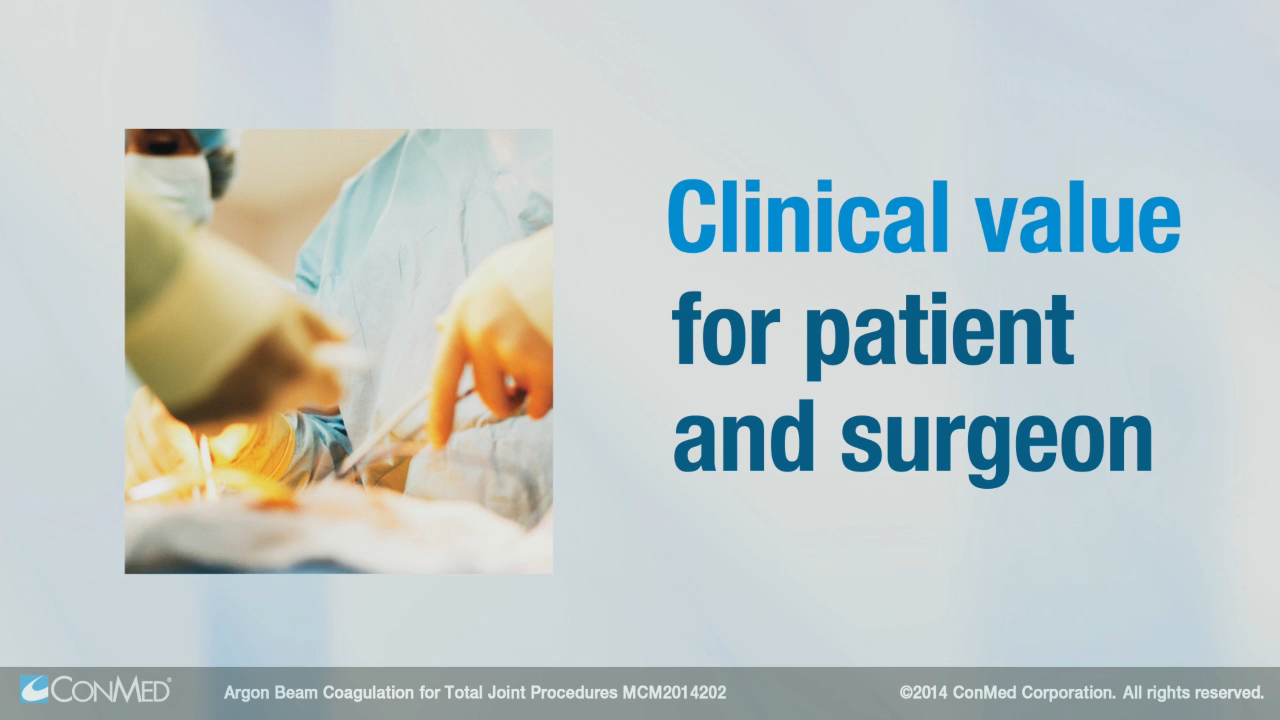 Clinical value
for patient
and surgeon
CONMED®
Argon Beam Coagulation for Total Joint Procedures MCM2014202
©2014 ConMed Corporation. All rights reserved.